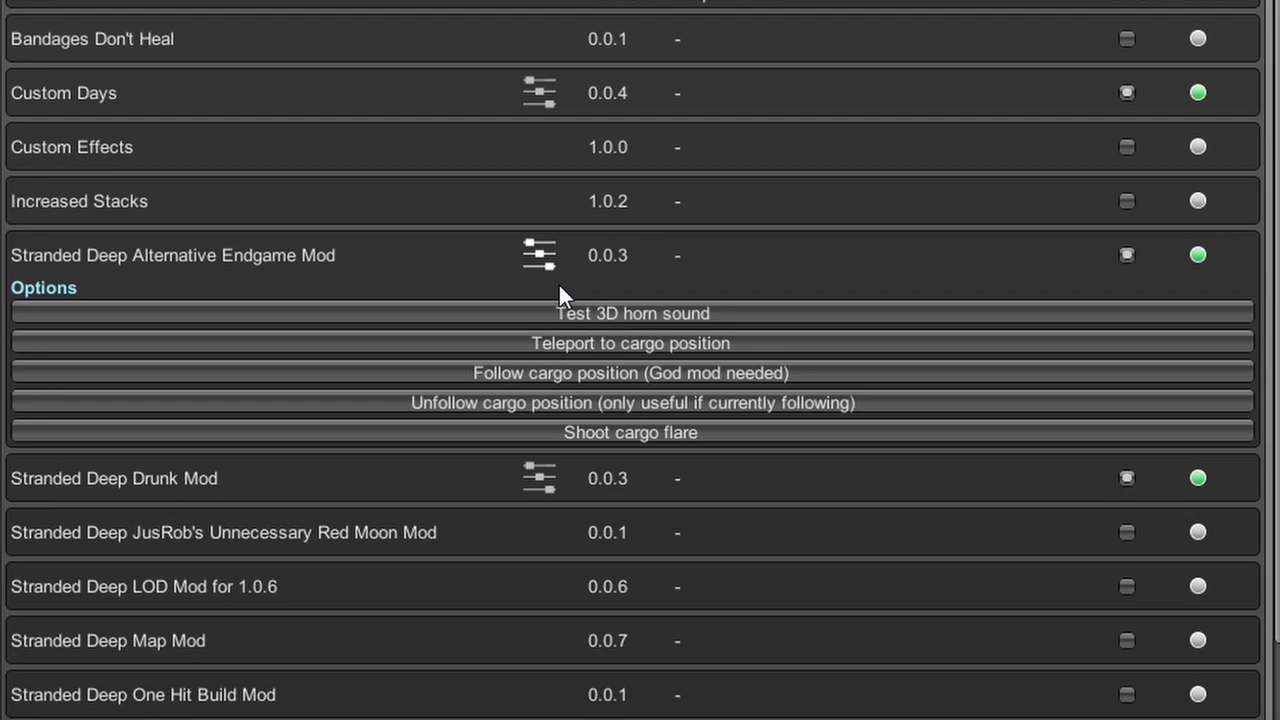 Bandages Don't Heal 0.0.1 -
Custom Days 0.0.4 -
Custom Effects 1.0.0 -
Increased Stacks 1.0.2 -
Stranded Deep Alternative Endgame Mod 0.0.3 -
Options
Test 3D horn sound
Teleport to cargo position
Follow cargo position (God mod needed)
Unfollow cargo position (only useful if currently following)
Shoot cargo flare
Stranded Deep Drunk Mod 0.0.3 -
Stranded Deep JusRob's Unnecessary Red Moon Mod 0.0.1 -
Stranded Deep LOD Mod for 1.0.6 0.0.6 -
Stranded Deep Map Mod 0.0.7 -
Stranded Deep One Hit Build Mod 0.0.1 -